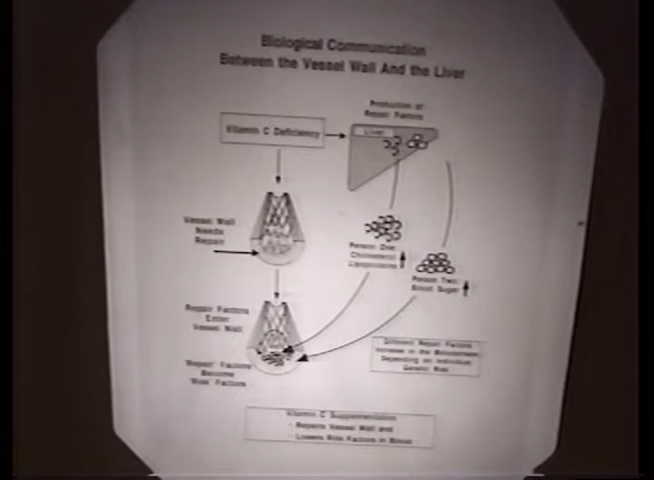 Biological Communication
Between the Vessel Wall And the Liver
Production of
Repair Factors
Vitamin C Deficiency
Liver
Vessel Wall
Needs
Repair
Person One:
Cholesterol
Lipoproteins
Person Two:
Blood Sugar
Repair Factors
Enter
Vessel Wall
'Repair' Factors
Become
'Risk' Factors
Different Repair Factors
Increase in the Bloodstream
Depending on Individual
Genetic Risk
Vitamin C Supplementation
- Repairs Vessel Wall and
- Lowers Risk Factors in Blood